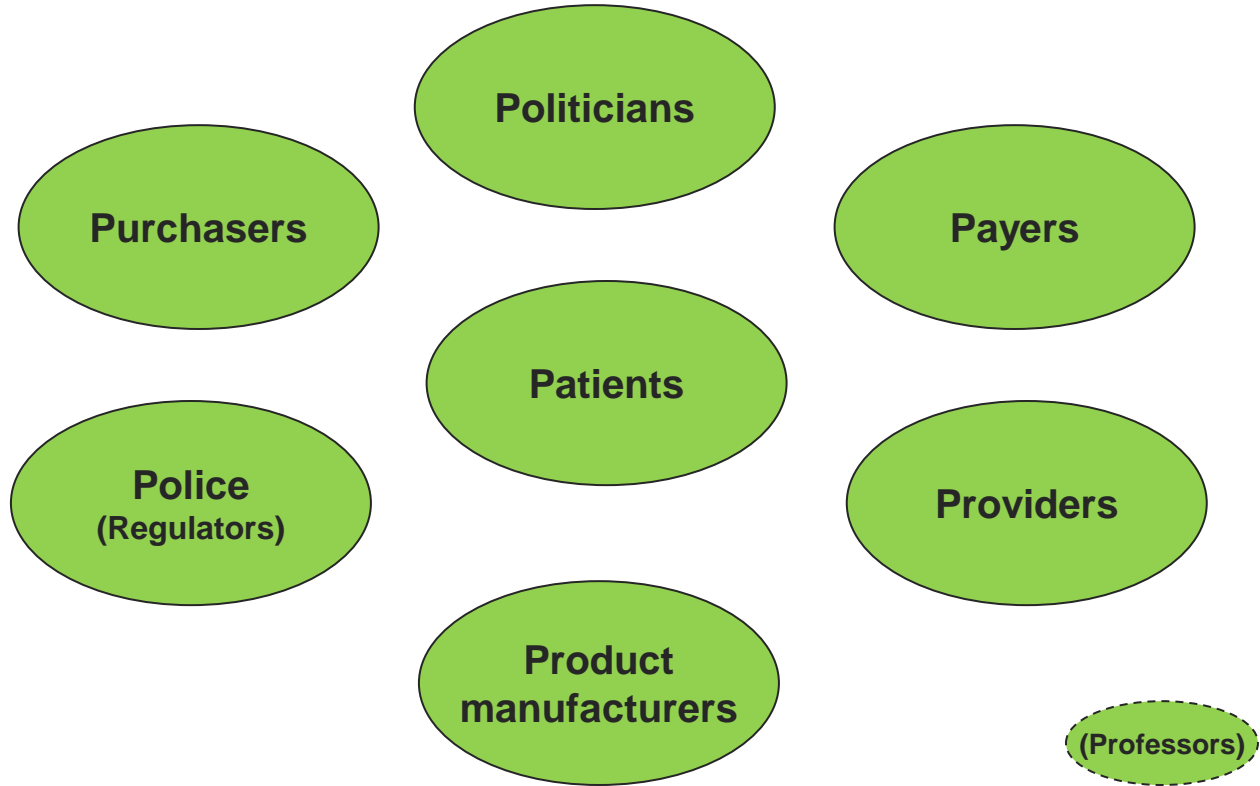 Politicians
Purchasers
Payers
Patients
Police
(Regulators)
Providers
Product
manufacturers
(Professors)